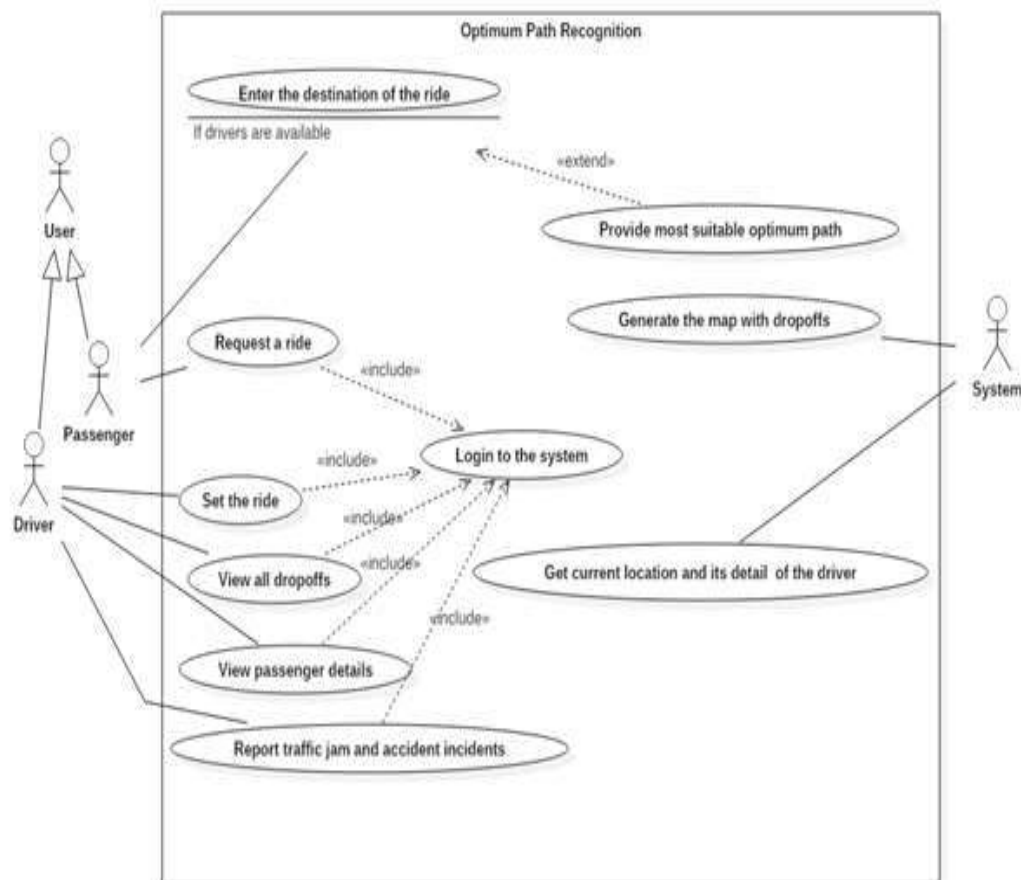 Optimum Path Recognition
Enter the destination of the ride
If drivers are available
«extend»
User
Provide most suitable optimum path
Generate the map with dropoffs
Request a ride
«include»
System
Passenger
Login to the system
«include»
Set the ride
Driver
«include»
«include»
View all dropoffs
Get current location and its detail of the driver
«include»
View passenger details
Report traffic jam and accident incidents